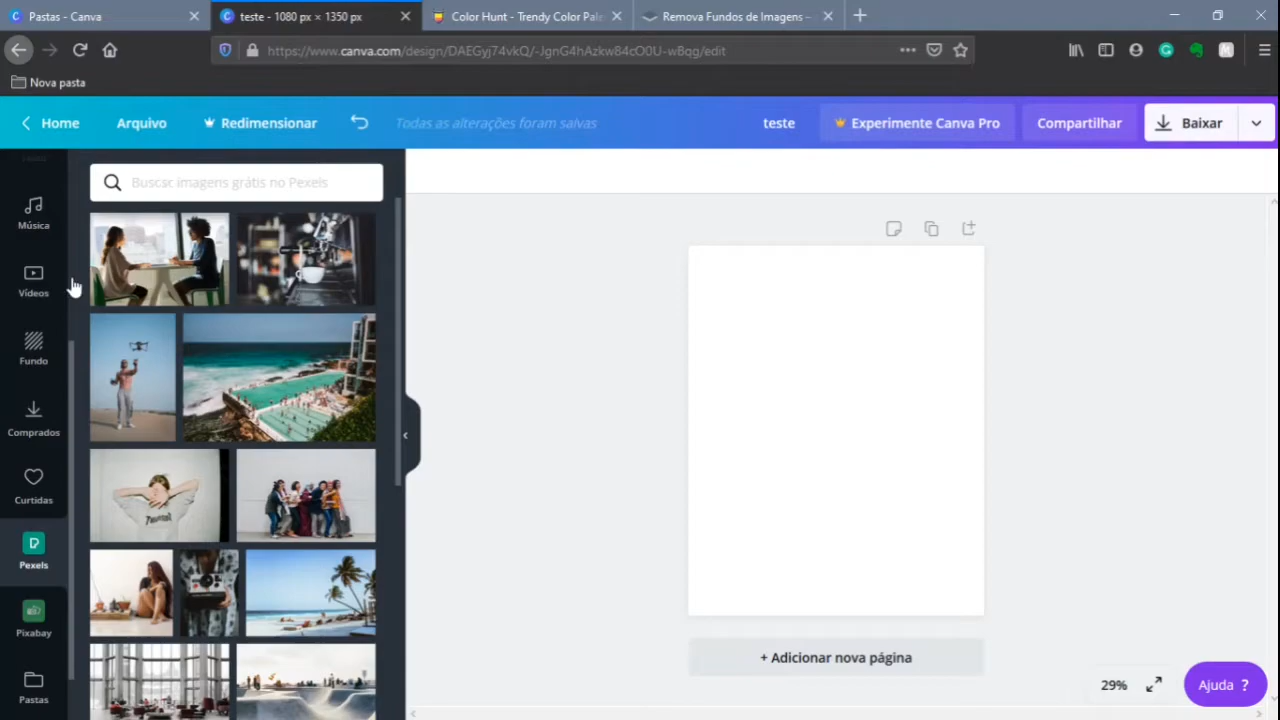 Pastas - Canva
teste - 1080 px × 1350 px
Color Hunt - Trendy Color Pale
Remova Fundos de Imagens –
https://www.canva.com/design/DAEGyj74vkQ/-JgnG4hAzkw84cO0U-wBqg/edit
Nova pasta
Home
Arquivo
Redimensionar
Todas as alterações foram salvas
teste
Experimente Canva Pro
Compartilhar
Baixar
Buscar imagens grátis no Pexels
Música
Vídeos
Fundo
Comprados
Curtidas
Pexels
Pixabay
Pastas
+ Adicionar nova página
29%
Ajuda ?